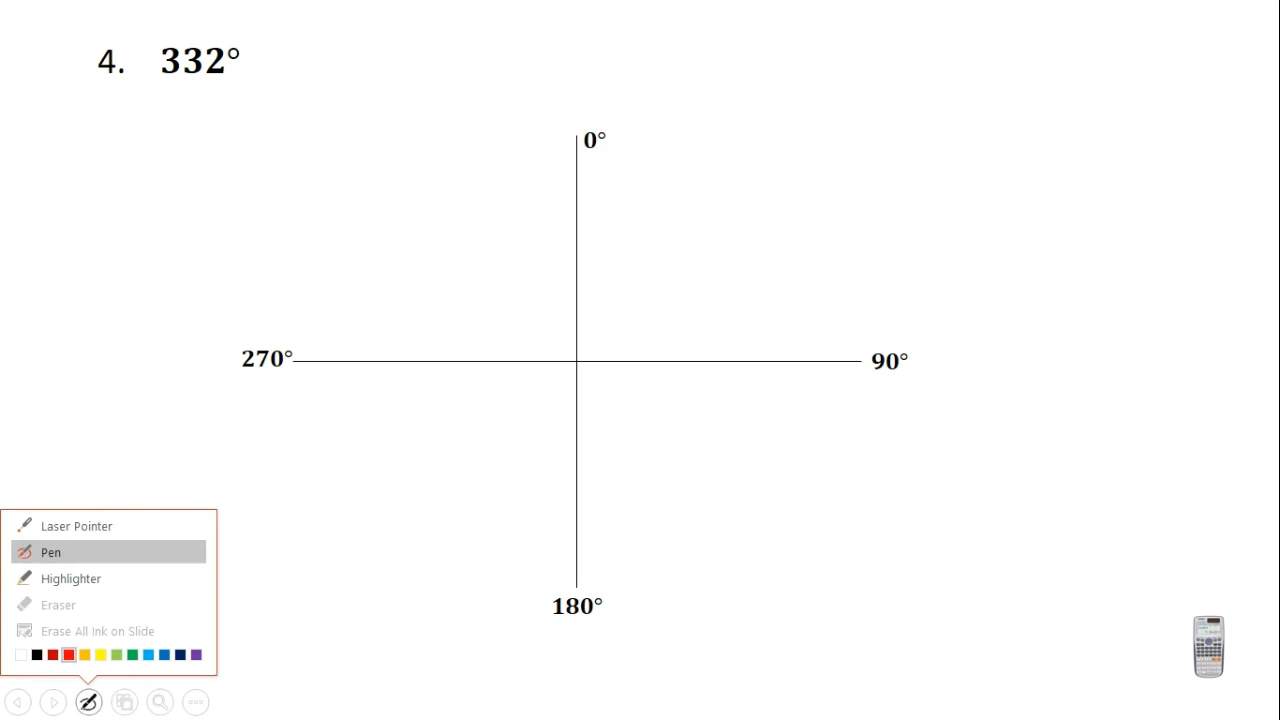 4. 332°
0°
270°
90°
180°
Laser Pointer
Pen
Highlighter
Eraser
Erase All Ink on Slide